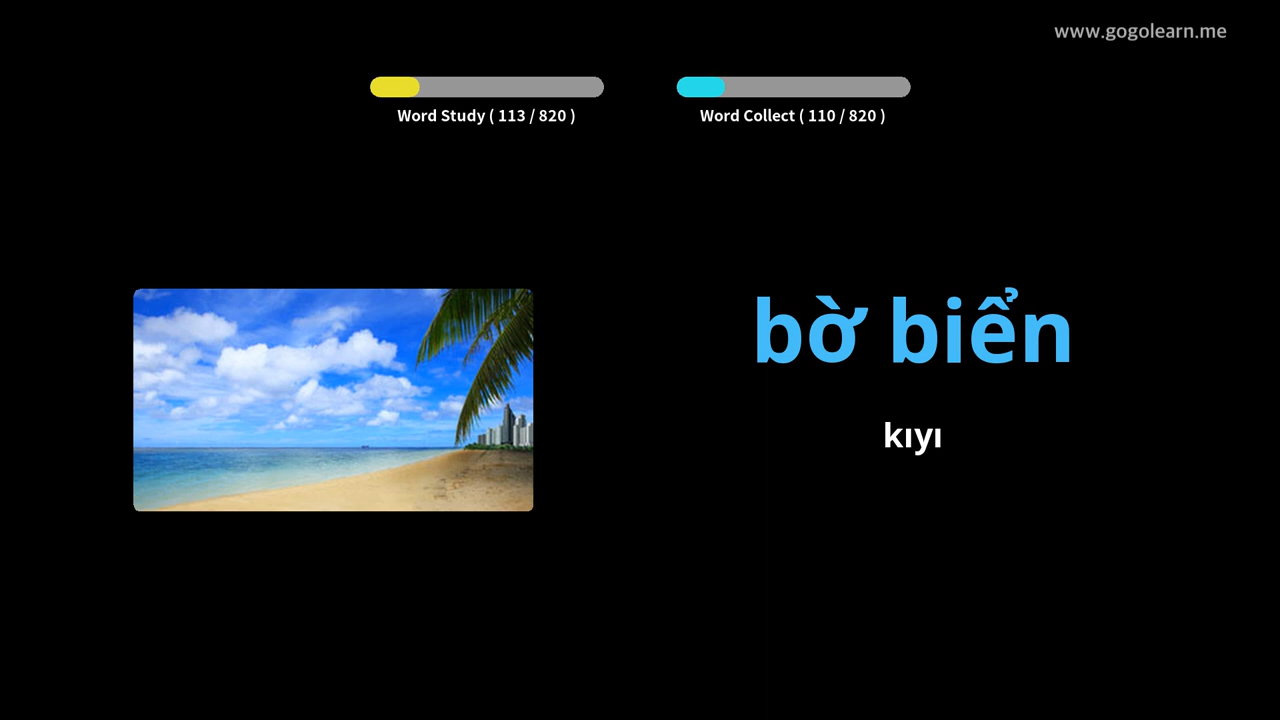 www.gogolearn.me
Word Study ( 113 / 820 )
Word Collect ( 110 / 820 )
bờ biển
kıyı